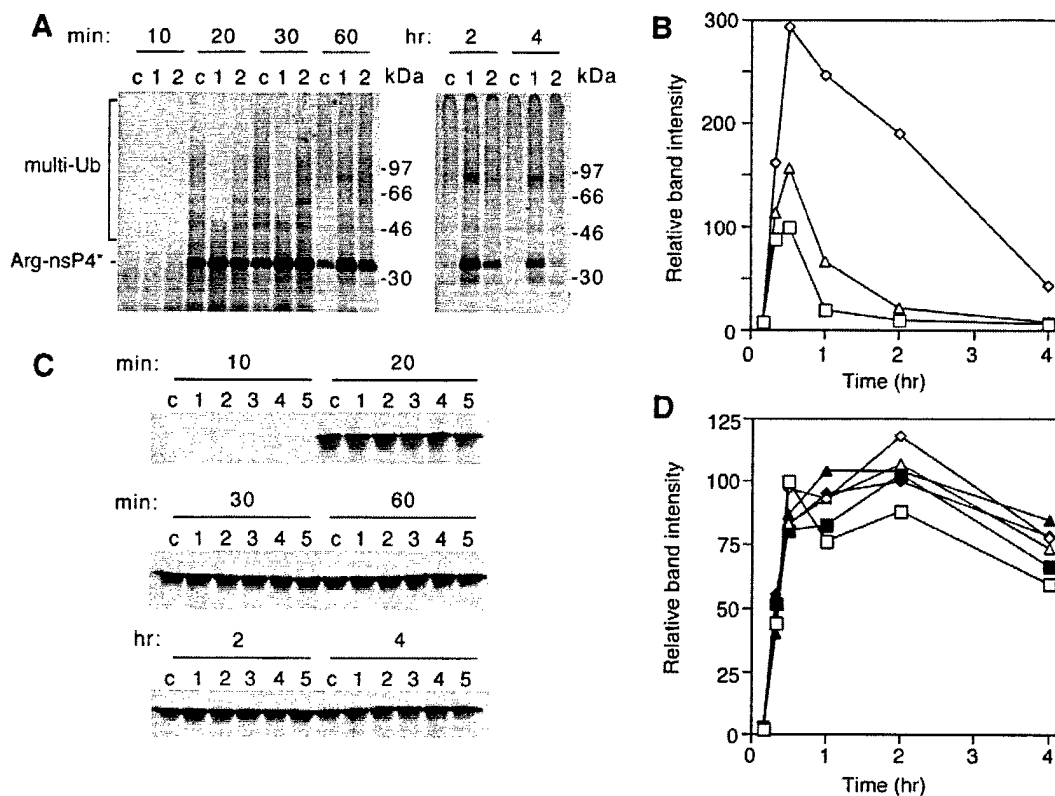 A
min: 10 20 30 60
hr: 2 4
c 1 2 c 1 2 c 1 2 c 1 2 kDa
c 1 2 c 1 2 kDa
multi-Ub
Arg-nsP4*
-97
-66
-46
-30
-97
-66
-46
-30
B
Relative band intensity
300
200
100
0
0 1 2 3 4
Time (hr)
C
min: 10 20
c 1 2 3 4 5 c 1 2 3 4 5
min: 30 60
c 1 2 3 4 5 c 1 2 3 4 5
hr: 2 4
c 1 2 3 4 5 c 1 2 3 4 5
D
Relative band intensity
125
100
75
50
25
0
0 1 2 3 4
Time (hr)